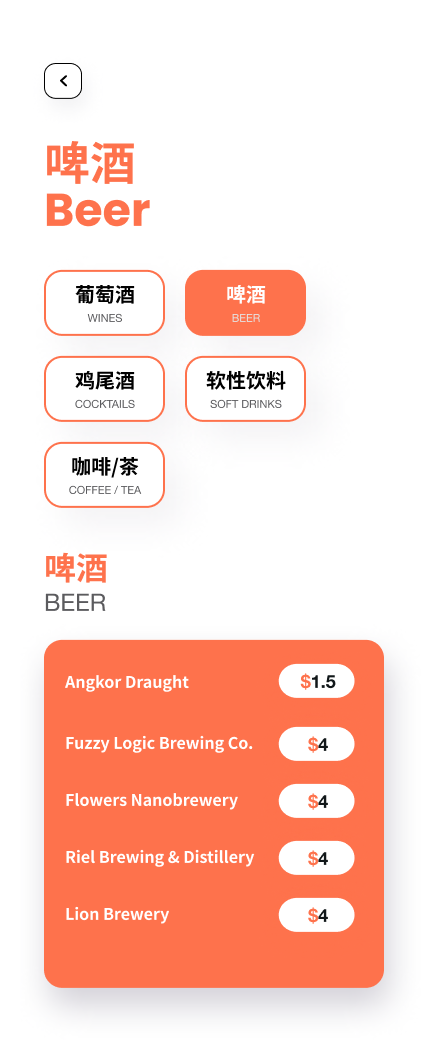 啤酒
Beer
葡萄酒
WINES
啤酒
BEER
鸡尾酒
COCKTAILS
软性饮料
SOFT DRINKS
咖啡/茶
COFFEE / TEA
啤酒
BEER
Angkor Draught $1.5
Fuzzy Logic Brewing Co. $4
Flowers Nanobrewery $4
Riel Brewing & Distillery $4
Lion Brewery $4